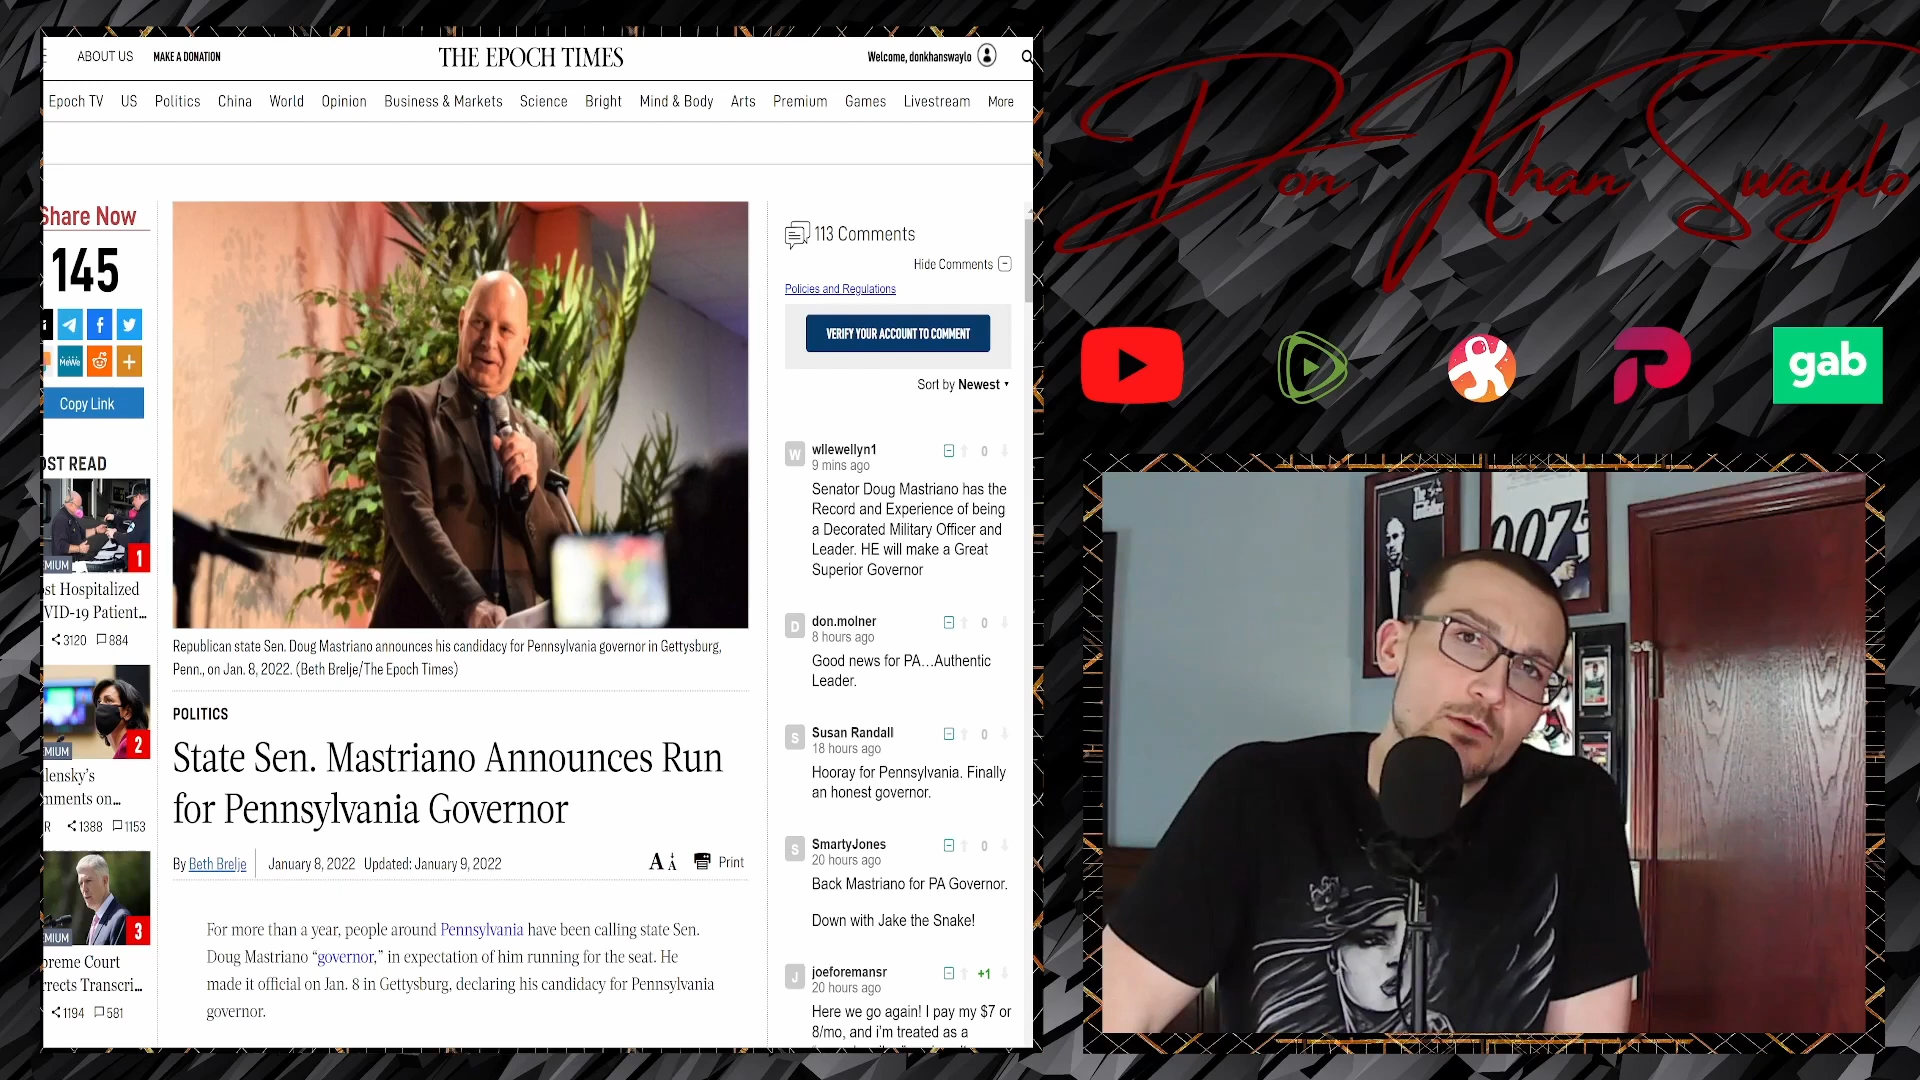 ABOUT US
MAKE A DONATION
THE EPOCH TIMES
Welcome, donkhanswaylo
Epoch TV US Politics China World Opinion Business & Markets Science Bright Mind & Body Arts Premium Games Livestream More
Share Now
145
MeWe
Copy Link
OST READ
MIUM
1
st Hospitalized
VID-19 Patient...
3120 884
MIUM
2
lensky's
mments on...
R 1388 1153
MIUM
3
preme Court
rrects Transcri...
1194 581
Republican state Sen. Doug Mastriano announces his candidacy for Pennsylvania governor in Gettysburg,
Penn., on Jan. 8, 2022. (Beth Brelje/The Epoch Times)
POLITICS
State Sen. Mastriano Announces Run
for Pennsylvania Governor
By Beth Brelje January 8, 2022 Updated: January 9, 2022
A A Print
For more than a year, people around Pennsylvania have been calling state Sen.
Doug Mastriano “governor,” in expectation of him running for the seat. He
made it official on Jan. 8 in Gettysburg, declaring his candidacy for Pennsylvania
governor.
113 Comments
Hide Comments
Policies and Regulations
VERIFY YOUR ACCOUNT TO COMMENT
Sort by Newest
W
wllewellyn1
0
9 mins ago
Senator Doug Mastriano has the
Record and Experience of being
a Decorated Military Officer and
Leader. HE will make a Great
Superior Governor
D
don.molner
0
8 hours ago
Good news for PA...Authentic
Leader.
S
Susan Randall
0
18 hours ago
Hooray for Pennsylvania. Finally
an honest governor.
S
SmartyJones
0
20 hours ago
Back Mastriano for PA Governor.
Down with Jake the Snake!
J
joeforemansr
+1
20 hours ago
Here we go again! I pay my $7 or
8/mo, and i'm treated as a
Don Khan Swaylo
gab
The
Godfather
007